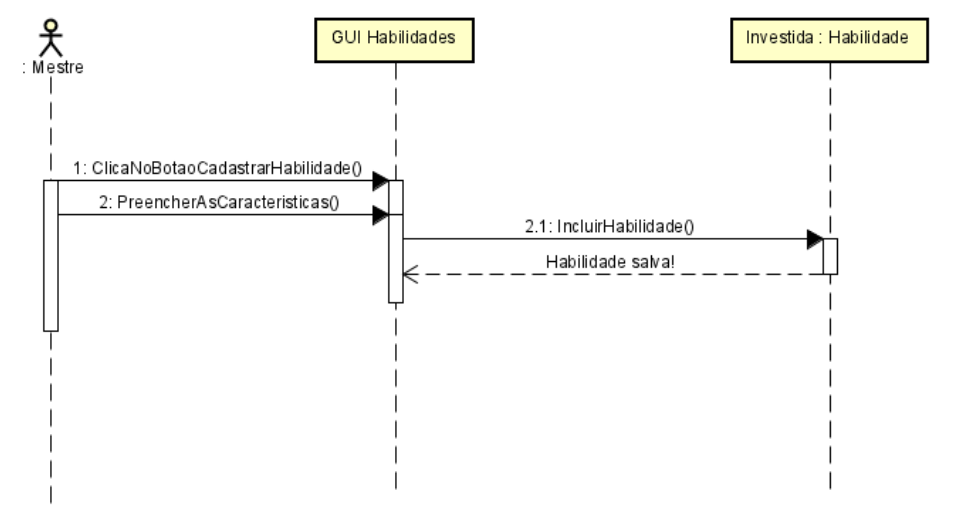 GUI Habilidades
Investida : Habilidade
: Mestre
1: ClicaNoBotaoCadastrarHabilidade()
2: PreencherAsCaracteristicas()
2.1: IncluirHabilidade()
Habilidade salva!